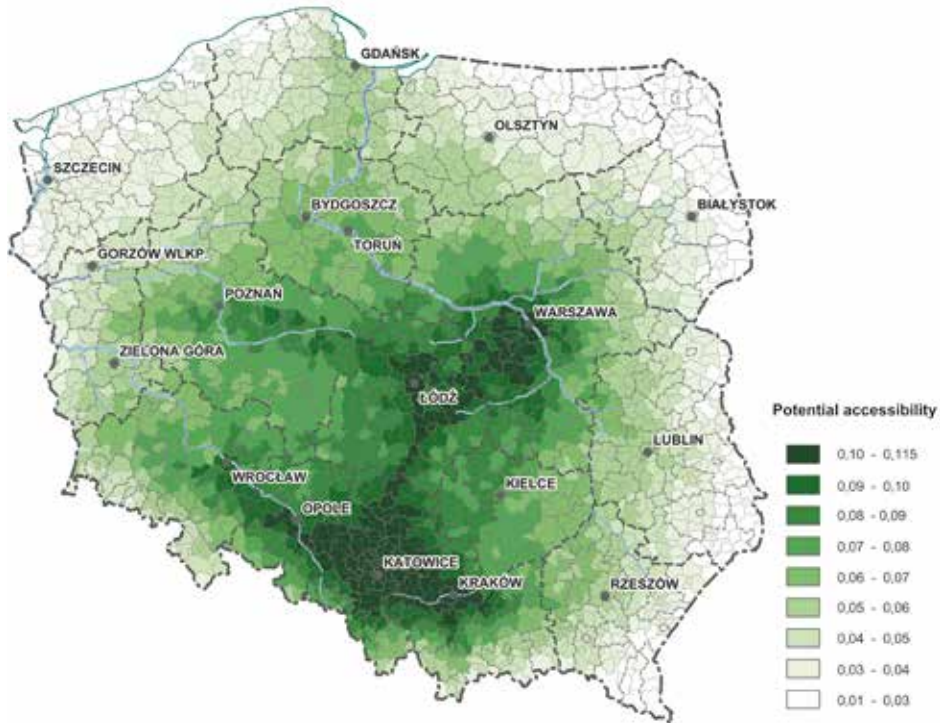 GDAŃSK
OLSZTYN
SZCZECIN
BYDGOSZCZ
BIAŁYSTOK
TORUŃ
GORZÓW WLKP.
POZNAŃ
WARSZAWA
ZIELONA GÓRA
ŁÓDŹ
Potential accessibility
LUBLIN
0,10 - 0,115
WROCŁAW
KIELCE
0,09 - 0,10
OPOLE
0,08 - 0,09
0,07 - 0,08
KATOWICE
KRAKÓW
RZESZÓW
0,06 - 0,07
0,05 - 0,06
0,04 - 0,05
0,03 - 0,04
0,01 - 0,03